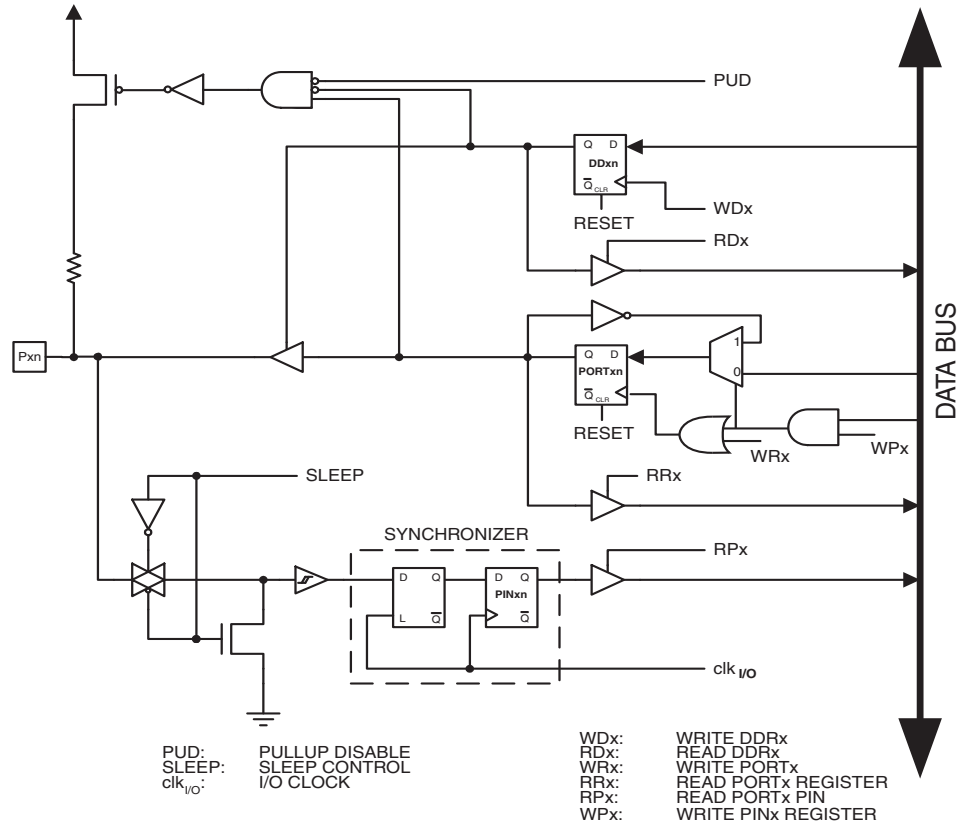 PUD
Q D
DDxn
Q CLR
WDx
RESET
RDx
Pxn
1
Q D
PORTxn
0
Q CLR
RESET
WRx
WPx
DATA BUS
SLEEP
RRx
SYNCHRONIZER
RPx
D Q
D Q
PINxn
L Q
Q
clk I/O
PUD: PULLUP DISABLE
SLEEP: SLEEP CONTROL
clk I/O: I/O CLOCK
WDx: WRITE DDRx
RDx: READ DDRx
WRx: WRITE PORTx
RRx: READ PORTx REGISTER
RPx: READ PORTx PIN
WPx: WRITE PINx REGISTER